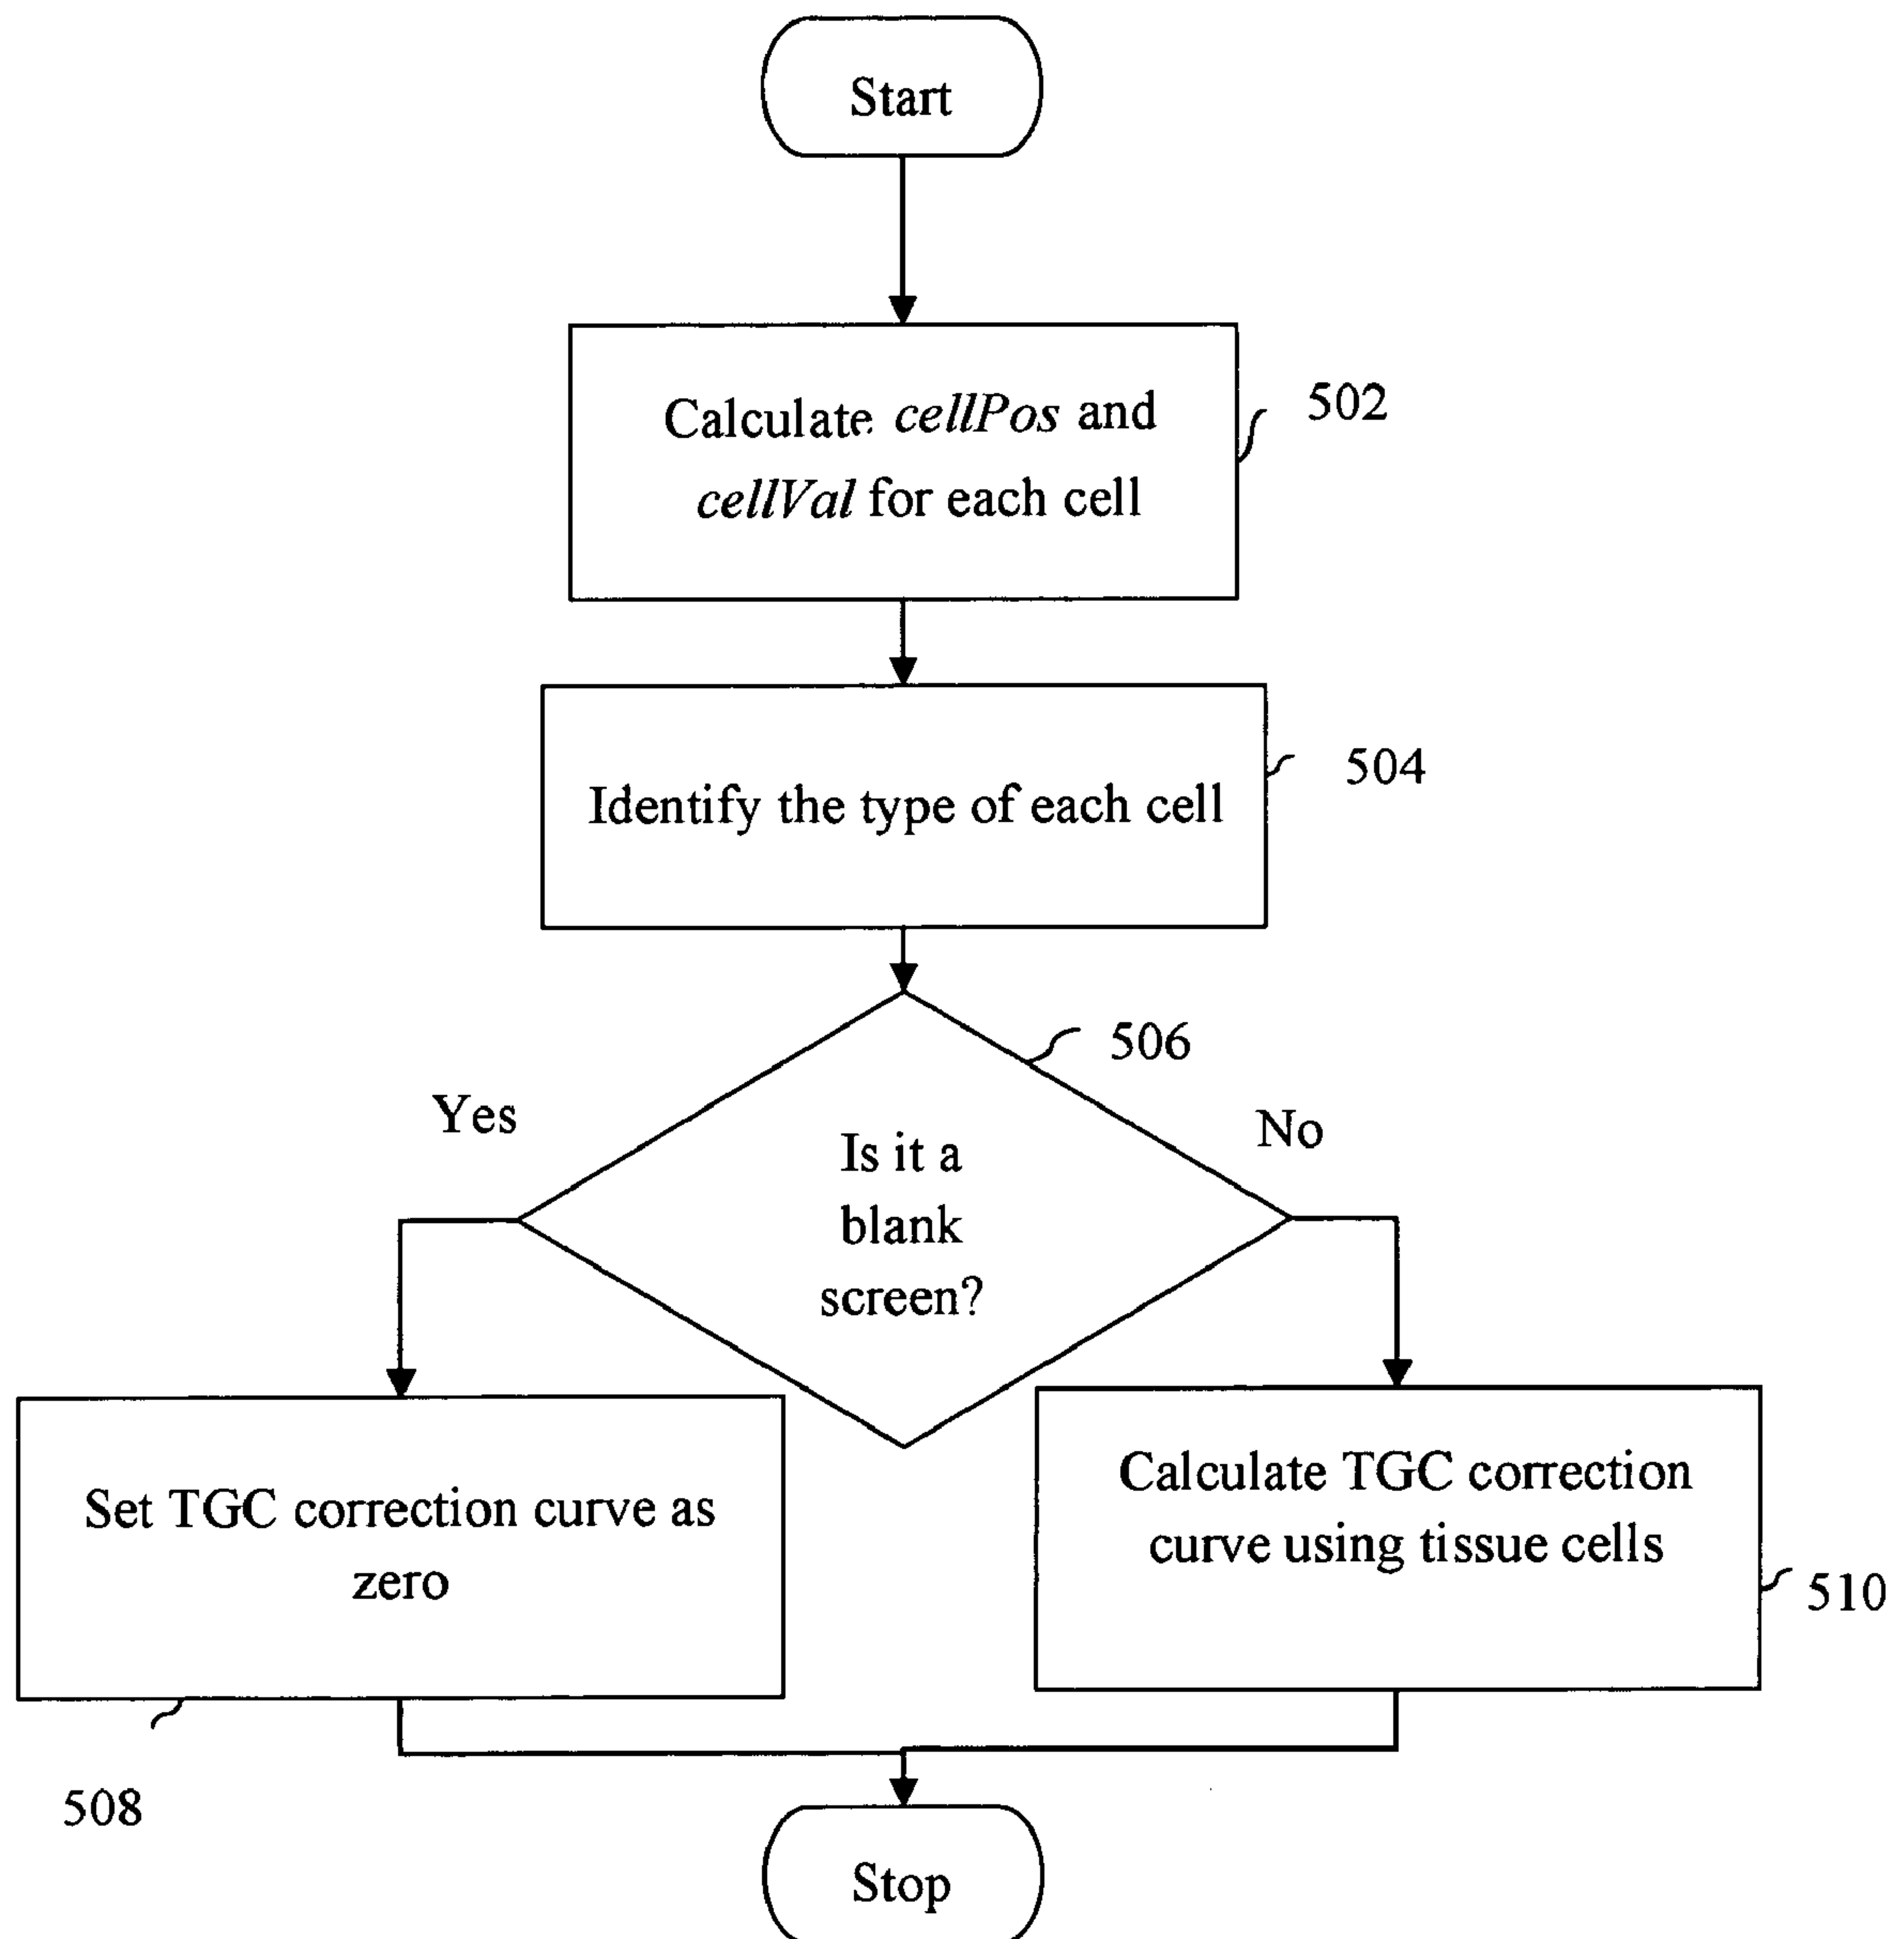 Start
Calculate cellPos and
cellVal for each cell
502
Identify the type of each cell
504
506
Yes
No
Is it a
blank
screen?
Set TGC correction curve as
zero
Calculate TGC correction
curve using tissue cells
510
508
Stop